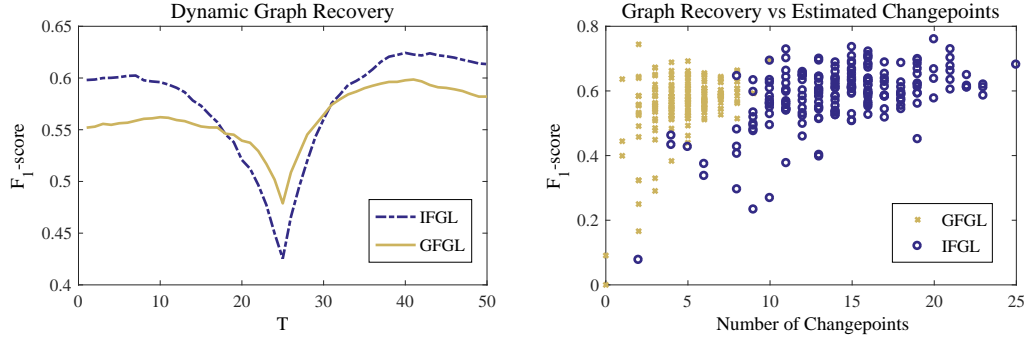 Dynamic Graph Recovery
0.65
0.6
0.55
0.5
0.45
0.4
F1-score
0
10
20
30
40
50
T
IFGL
GFGL
Graph Recovery vs Estimated Changepoints
0.8
0.6
0.4
0.2
0
F1-score
0
5
10
15
20
25
Number of Changepoints
GFGL
IFGL